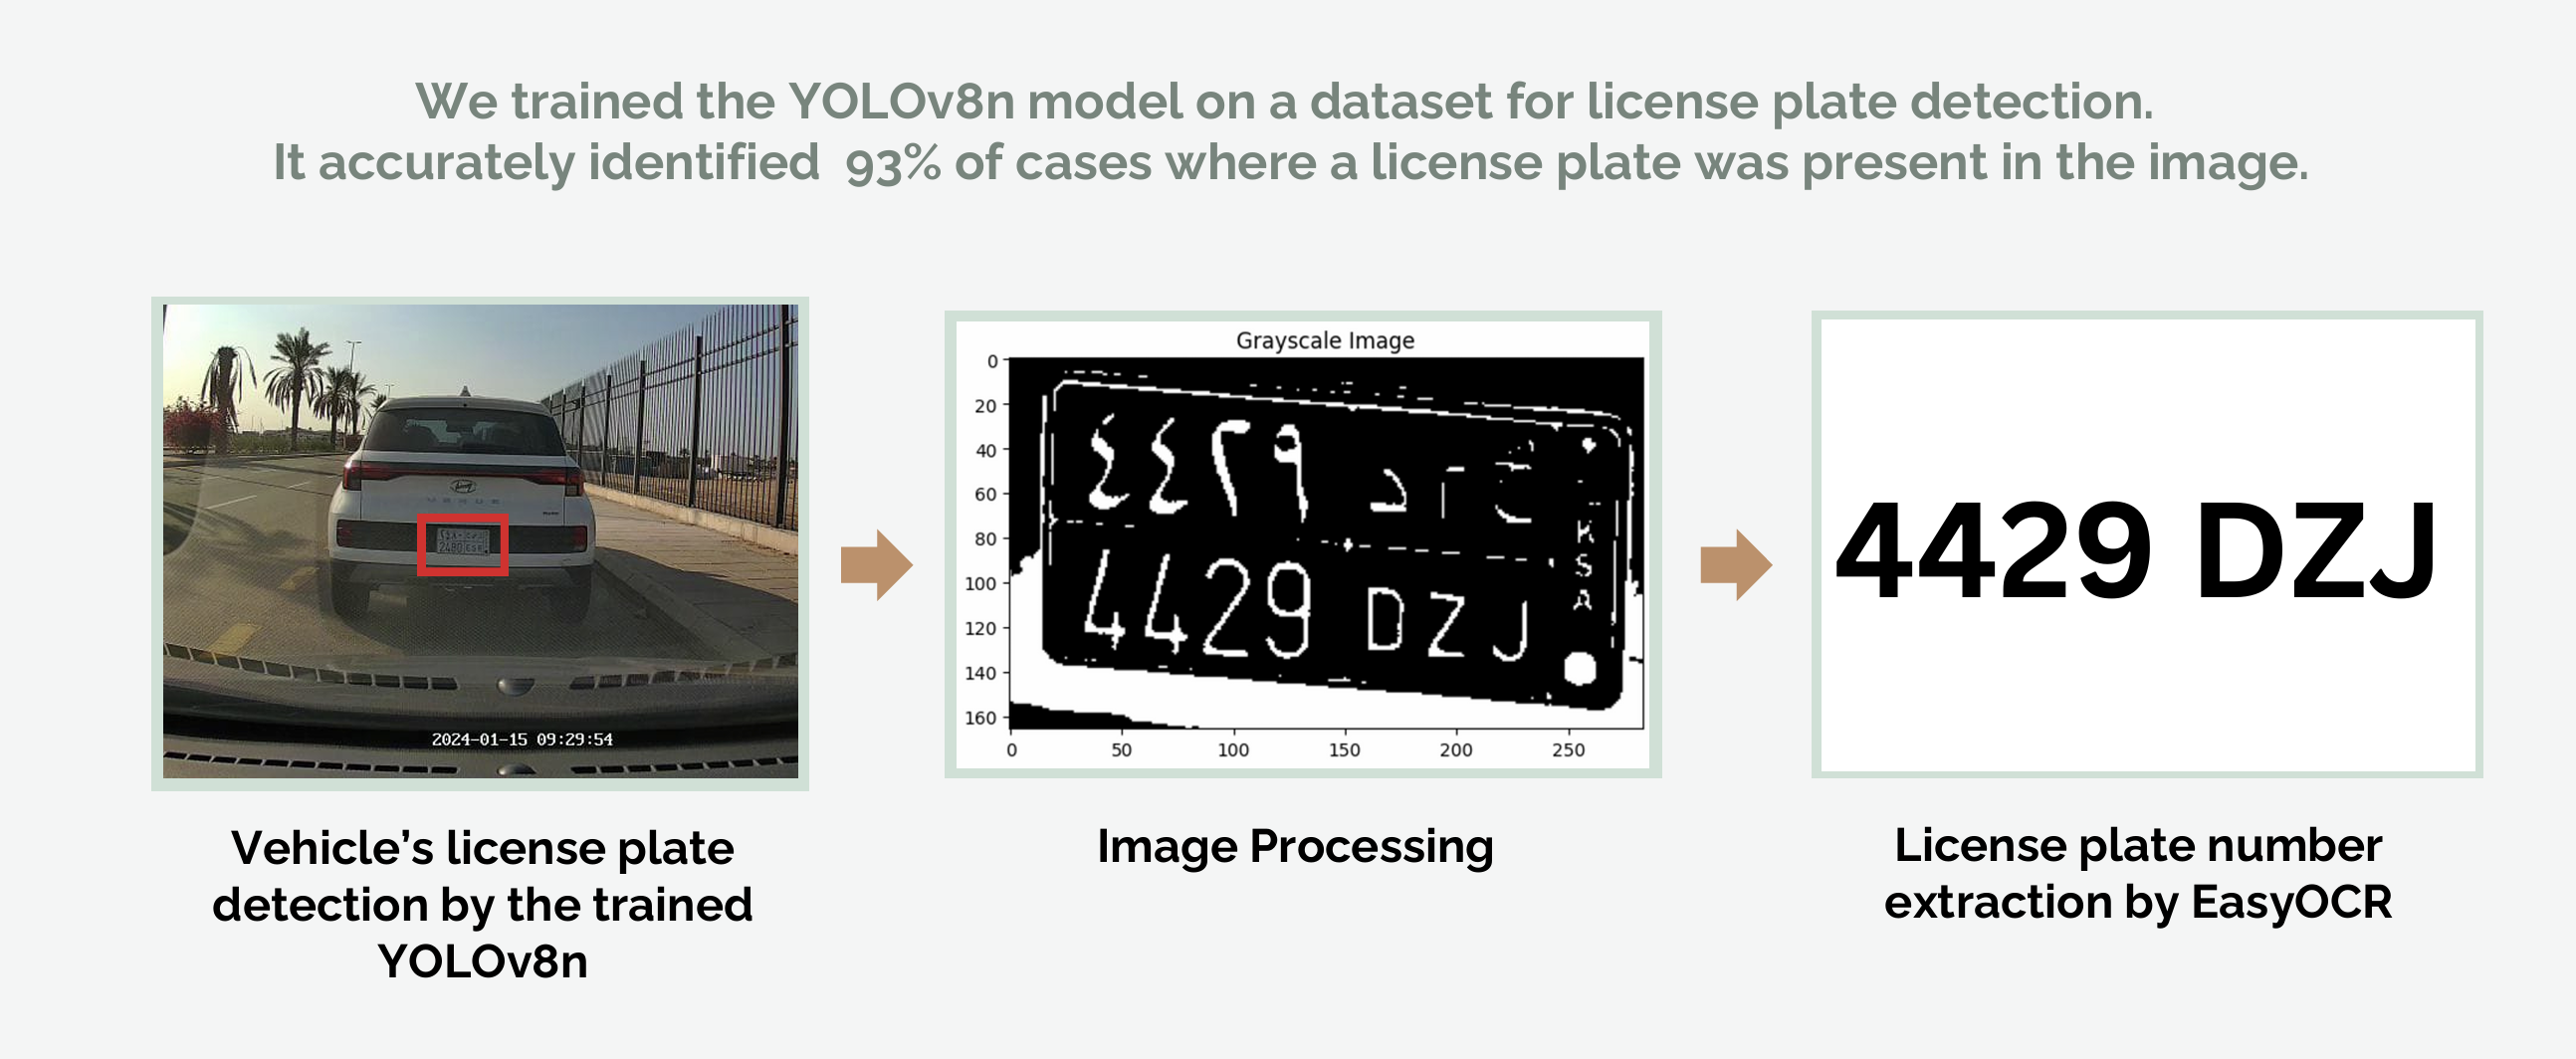 We trained the YOLOv8n model on a dataset for license plate detection.
It accurately identified 93% of cases where a license plate was present in the image.
2480
2024-01-15 09:29:54
Vehicle's license plate
detection by the trained
YOLOv8n
Grayscale Image
0
20
40
60
80
100
120
140
160
٤٤٢٩ د ز ح
KSA
4429 DZJ
0 50 100 150 200 250
Image Processing
4429 DZJ
License plate number
extraction by EasyOCR